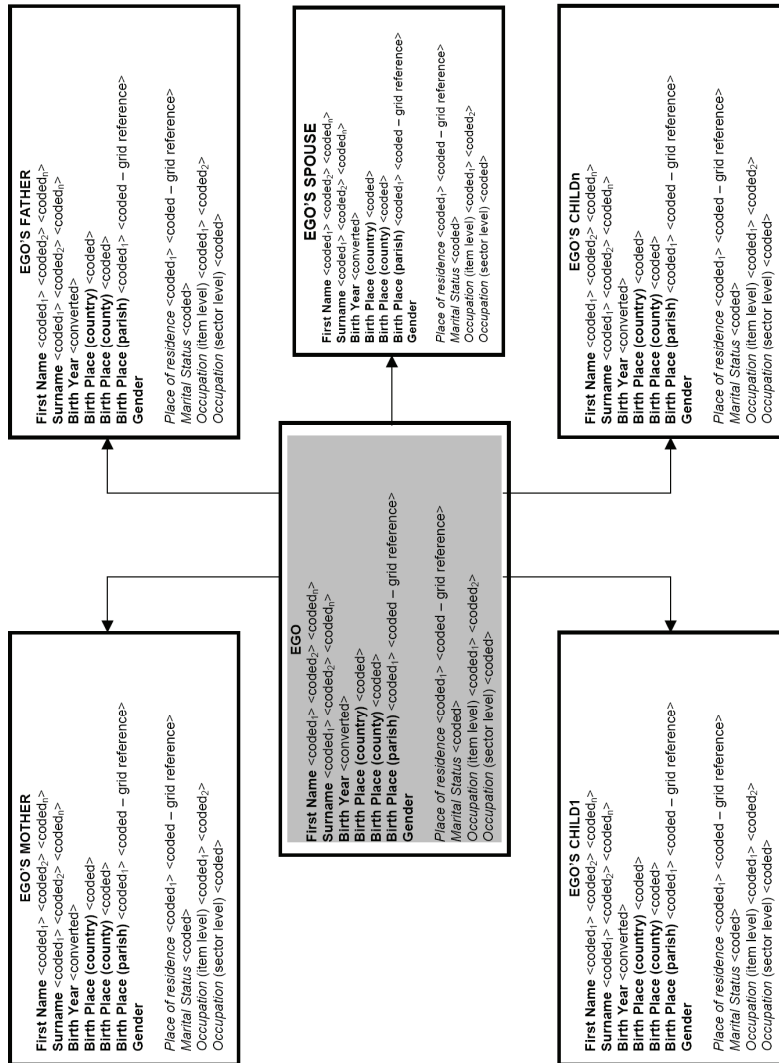 EGO'S MOTHER
First Name <coded₁> <coded₂> <codedₙ>
Surname <coded₁> <coded₂> <codedₙ>
Birth Year <converted>
Birth Place (country) <coded>
Birth Place (county) <coded>
Birth Place (parish) <coded₁> <coded – grid reference>
Gender
Place of residence <coded₁> <coded – grid reference>
Marital Status <coded>
Occupation (item level) <coded₁> <coded₂>
Occupation (sector level) <coded>
EGO'S FATHER
First Name <coded₁> <coded₂> <codedₙ>
Surname <coded₁> <coded₂> <codedₙ>
Birth Year <converted>
Birth Place (country) <coded>
Birth Place (county) <coded>
Birth Place (parish) <coded₁> <coded – grid reference>
Gender
Place of residence <coded₁> <coded – grid reference>
Marital Status <coded>
Occupation (item level) <coded₁> <coded₂>
Occupation (sector level) <coded>
EGO
First Name <coded₁> <coded₂> <codedₙ>
Surname <coded₁> <coded₂> <codedₙ>
Birth Year <converted>
Birth Place (country) <coded>
Birth Place (county) <coded>
Birth Place (parish) <coded₁> <coded – grid reference>
Gender
Place of residence <coded₁> <coded – grid reference>
Marital Status <coded>
Occupation (item level) <coded₁> <coded₂>
Occupation (sector level) <coded>
EGO'S SPOUSE
First Name <coded₁> <coded₂> <codedₙ>
Surname <coded₁> <coded₂> <codedₙ>
Birth Year <converted>
Birth Place (country) <coded>
Birth Place (county) <coded>
Birth Place (parish) <coded₁> <coded – grid reference>
Gender
Place of residence <coded₁> <coded – grid reference>
Marital Status <coded>
Occupation (item level) <coded₁> <coded₂>
Occupation (sector level) <coded>
EGO'S CHILD1
First Name <coded₁> <coded₂> <codedₙ>
Surname <coded₁> <coded₂> <codedₙ>
Birth Year <converted>
Birth Place (country) <coded>
Birth Place (county) <coded>
Birth Place (parish) <coded₁> <coded – grid reference>
Gender
Place of residence <coded₁> <coded – grid reference>
Marital Status <coded>
Occupation (item level) <coded₁> <coded₂>
Occupation (sector level) <coded>
EGO'S CHILDn
First Name <coded₁> <coded₂> <codedₙ>
Surname <coded₁> <coded₂> <codedₙ>
Birth Year <converted>
Birth Place (country) <coded>
Birth Place (county) <coded>
Birth Place (parish) <coded₁> <coded – grid reference>
Gender
Place of residence <coded₁> <coded – grid reference>
Marital Status <coded>
Occupation (item level) <coded₁> <coded₂>
Occupation (sector level) <coded>